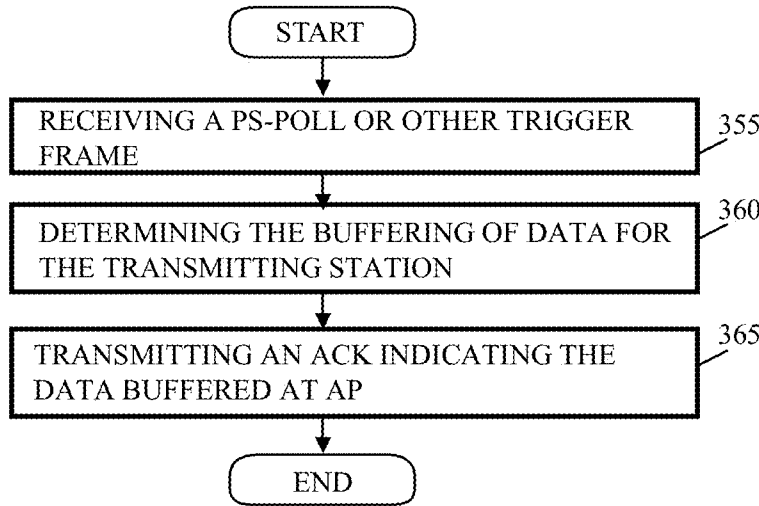 START
RECEIVING A PS-POLL OR OTHER TRIGGER
FRAME
355
DETERMINING THE BUFFERING OF DATA FOR
THE TRANSMITTING STATION
360
TRANSMITTING AN ACK INDICATING THE
DATA BUFFERED AT AP
365
END